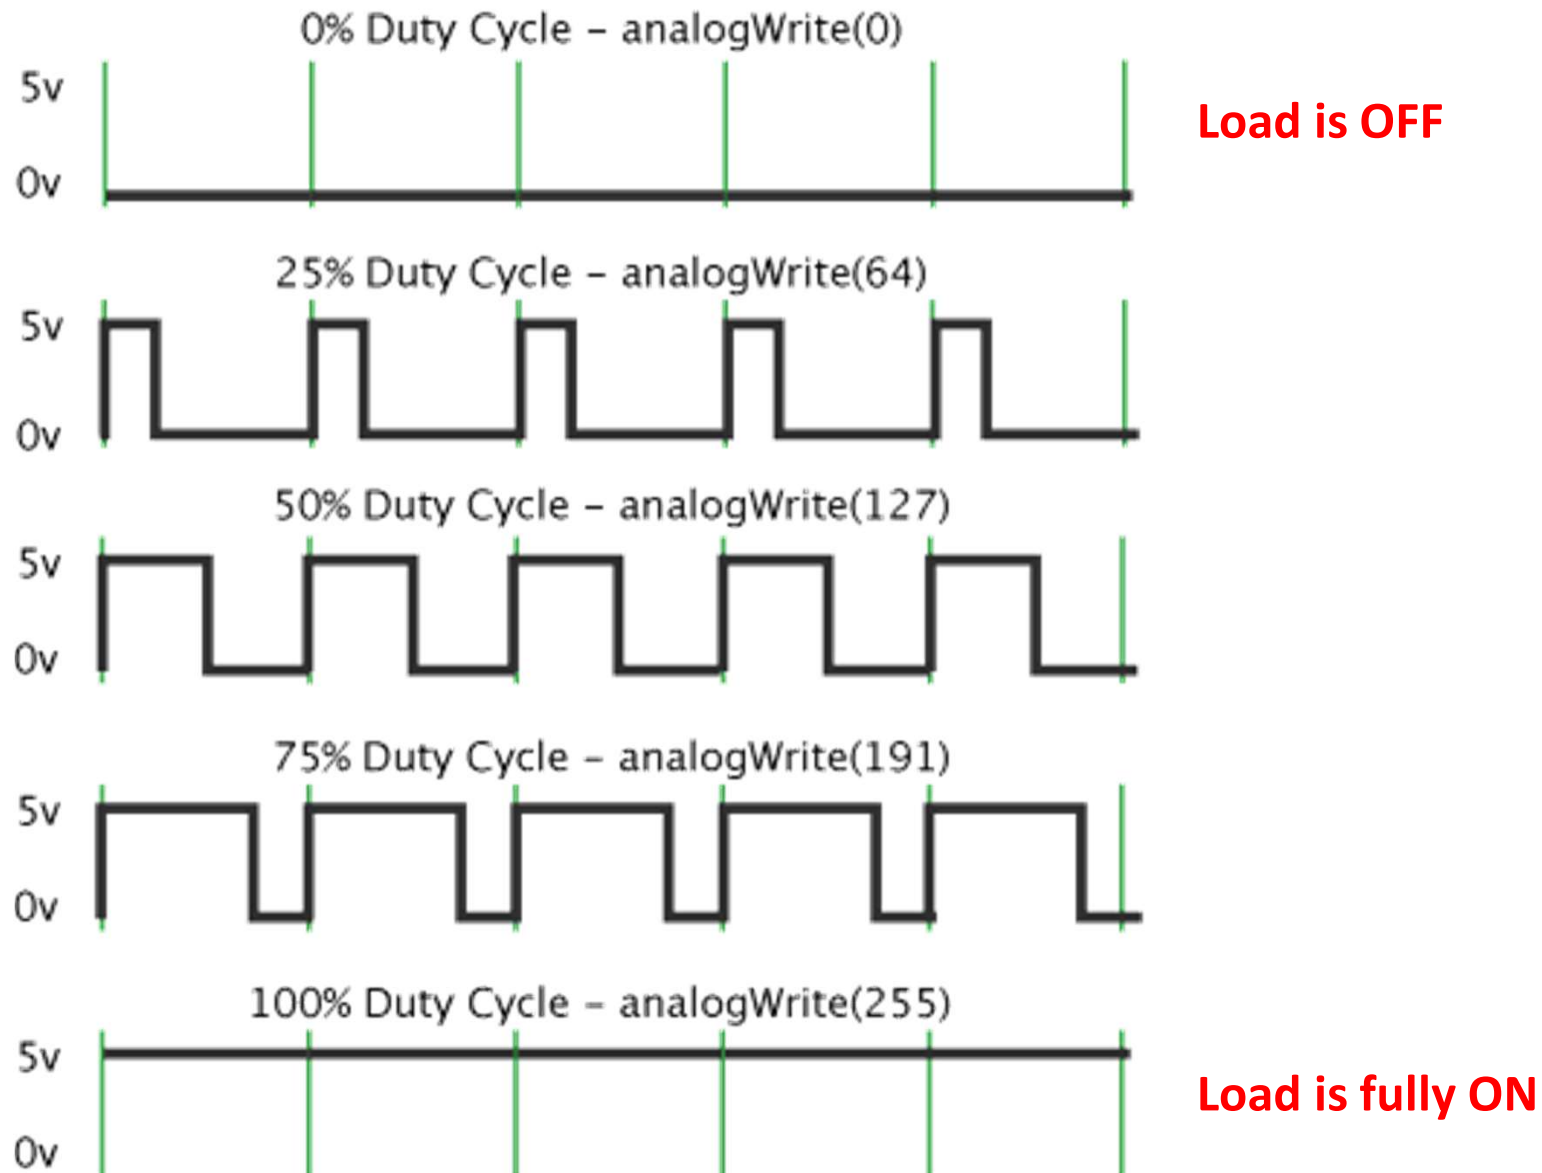 0% Duty Cycle – analogWrite(0)
5v
Load is OFF
0v
25% Duty Cycle – analogWrite(64)
5v
0v
50% Duty Cycle – analogWrite(127)
5v
0v
75% Duty Cycle – analogWrite(191)
5v
0v
100% Duty Cycle – analogWrite(255)
5v
Load is fully ON
0v